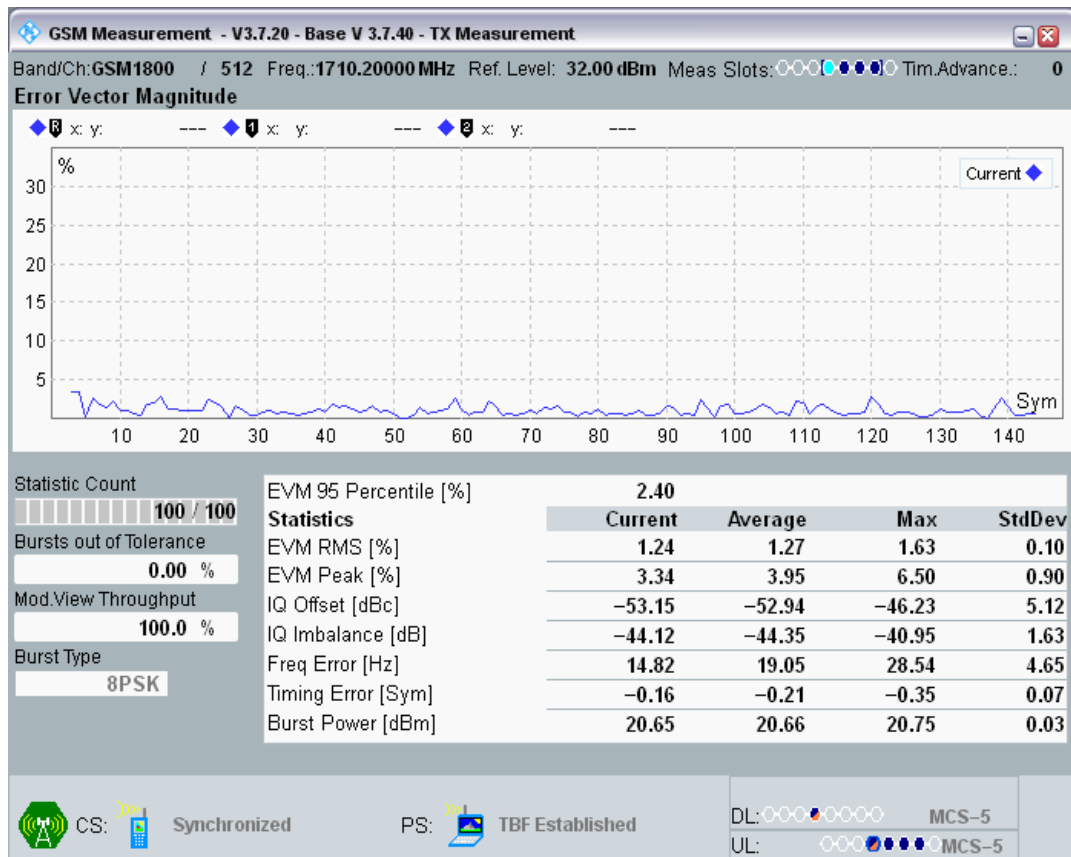 GSM Measurement - V3.7.20 - Base V 3.7.40 - TX Measurement
Band/Ch:GSM1800 / 512 Freq.:1710.20000 MHz Ref. Level: 32.00 dBm Meas Slots: Tim.Advance.: 0
Error Vector Magnitude
R x: y: --- 1 x: y: --- 2 x: y: ---
%
Current
30
25
20
15
10
5
Sym
10 20 30 40 50 60 70 80 90 100 110 120 130 140
Statistic Count
100 / 100
Bursts out of Tolerance
0.00 %
Mod.View Throughput
100.0 %
Burst Type
8PSK
EVM 95 Percentile [%] 2.40
Statistics Current Average Max StdDev
EVM RMS [%] 1.24 1.27 1.63 0.10
EVM Peak [%] 3.34 3.95 6.50 0.90
IQ Offset [dBc] −53.15 −52.94 −46.23 5.12
IQ Imbalance [dB] −44.12 −44.35 −40.95 1.63
Freq Error [Hz] 14.82 19.05 28.54 4.65
Timing Error [Sym] −0.16 −0.21 −0.35 0.07
Burst Power [dBm] 20.65 20.66 20.75 0.03
CS: Synchronized PS: TBF Established
DL: MCS−5
UL: MCS−5